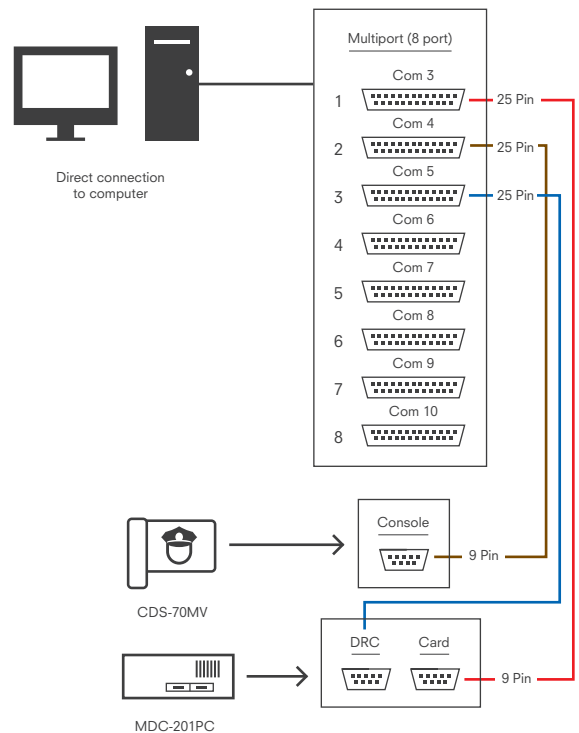 Multiport (8 port)
Com 3
1
25 Pin
Com 4
2
25 Pin
Com 5
3
25 Pin
Com 6
4
Com 7
5
Com 8
6
Com 9
7
Com 10
8
Direct connection
to computer
Console
9 Pin
CDS-70MV
DRC
Card
9 Pin
MDC-201PC